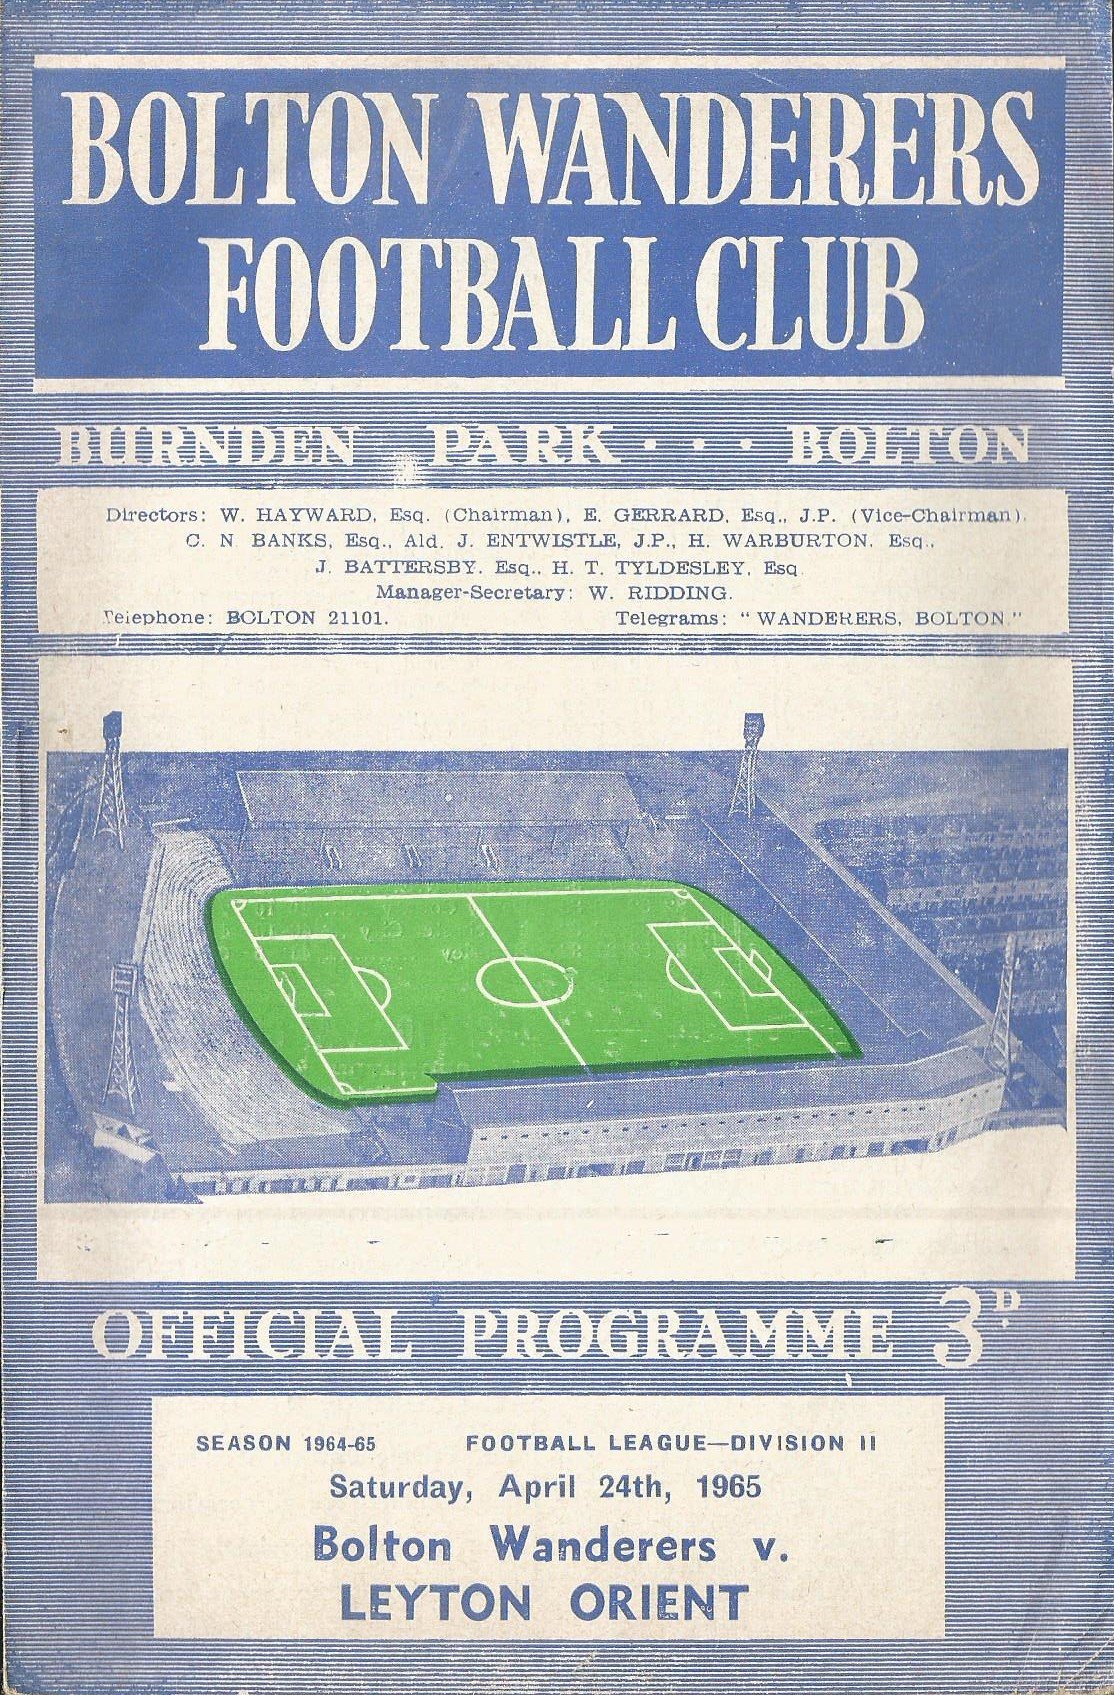 BOLTON WANDERERS
FOOTBALL CLUB
BURNDEN PARK . . . BOLTON
Directors: W. HAYWARD, Esq. (Chairman), E. GERRARD, Esq., J.P. (Vice-Chairman).
C. N. BANKS, Esq., Ald. J. ENTWISTLE, J.P., H. WARBURTON. Esq.,
J. BATTERSBY. Esq., H. T. TYLDESLEY, Esq.
Manager-Secretary: W. RIDDING.
Telephone: BOLTON 21101. Telegrams: "WANDERERS, BOLTON."
OFFICIAL PROGRAMME 3D.
SEASON 1964-65 FOOTBALL LEAGUE—DIVISION II
Saturday, April 24th, 1965
Bolton Wanderers v.
LEYTON ORIENT